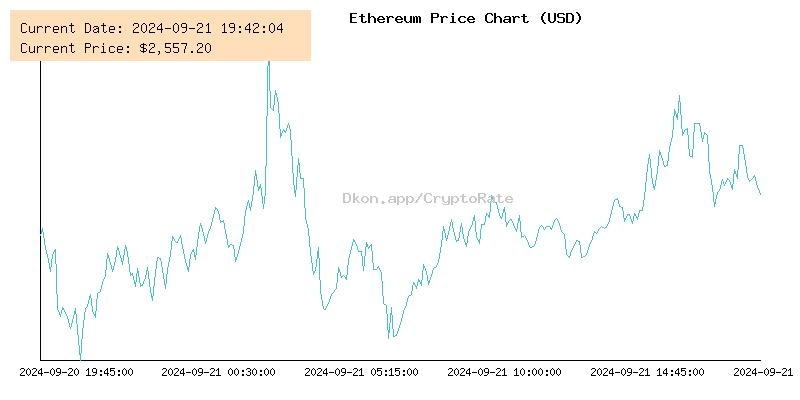 Ethereum Price Chart (USD)
Current Date: 2024-09-21 19:42:04
Current Price: $2,557.20
Dkon.app/CryptoRate
2024-09-20 19:45:00 2024-09-21 00:30:00 2024-09-21 05:15:00 2024-09-21 10:00:00 2024-09-21 14:45:00 2024-09-21